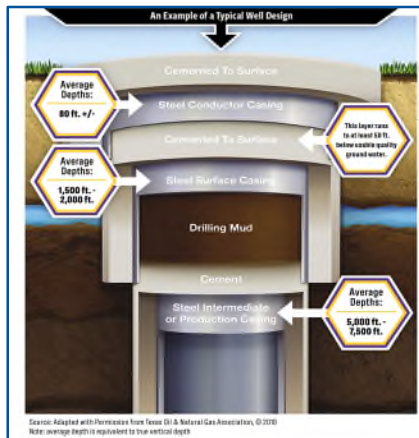 An Example of a Typical Well Design
Cemented To Surface
Average
Depths:
80 ft. +/-
Steel Conductor Casing
Cemented To Surface
This layer runs
to at least 50 ft.
below usable quality
ground water.
Average
Depths:
1,500 ft. -
2,000 ft.
Steel Surface Casing
Drilling Mud
Cement
Steel Intermediate
or Production Casing
Average
Depths:
5,000 ft. -
7,500 ft.
Source: Adapted with Permission from Texas Oil & Natural Gas Association, © 2010
Note: average depth is equivalent to true vertical depth